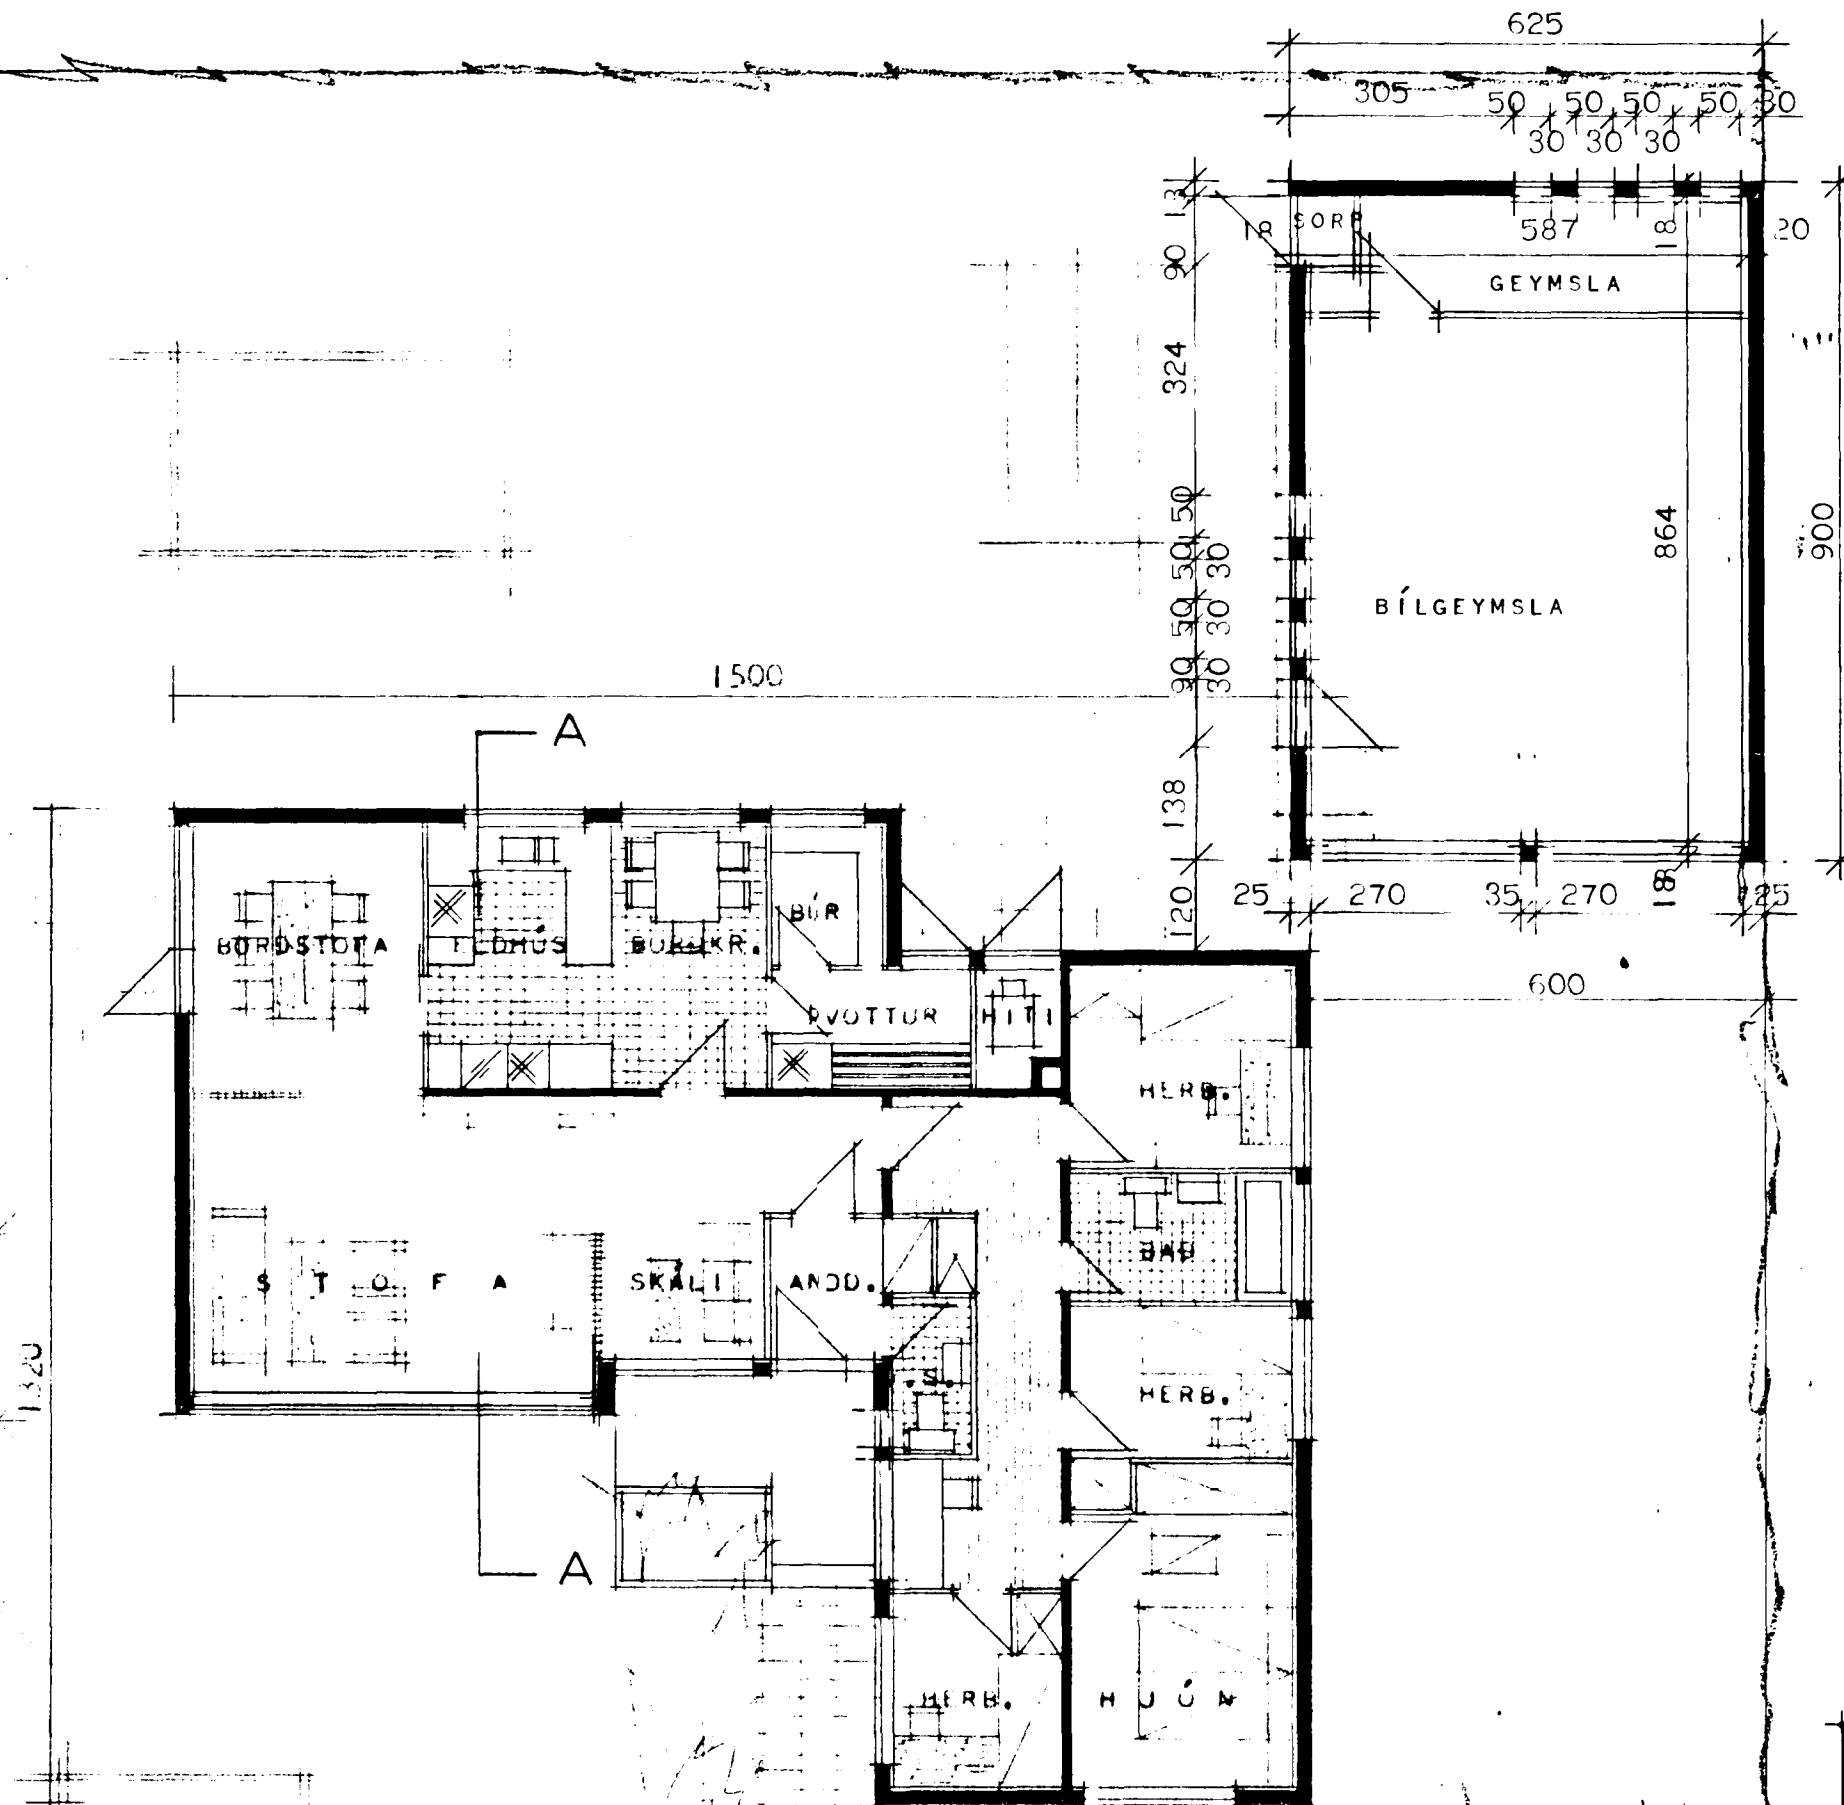 625
305 50 50 50 50 30
30 30 30
13 18 SORP 587 18 20
90 GEYMSLA
324
50
50 30
50 30
90 30
864
900
BÍLGEYMSLA
1500
A
138
120
25 270 35 270 18 25
600
BÚR
BORÐSTOFA ELDHÚS BORÐKR.
ÞVOTTUR HITI
HERB.
BAÐ
STOFA SKÁLI ANDD.
1320
.S.
HERB.
A
HERB. HJÓN